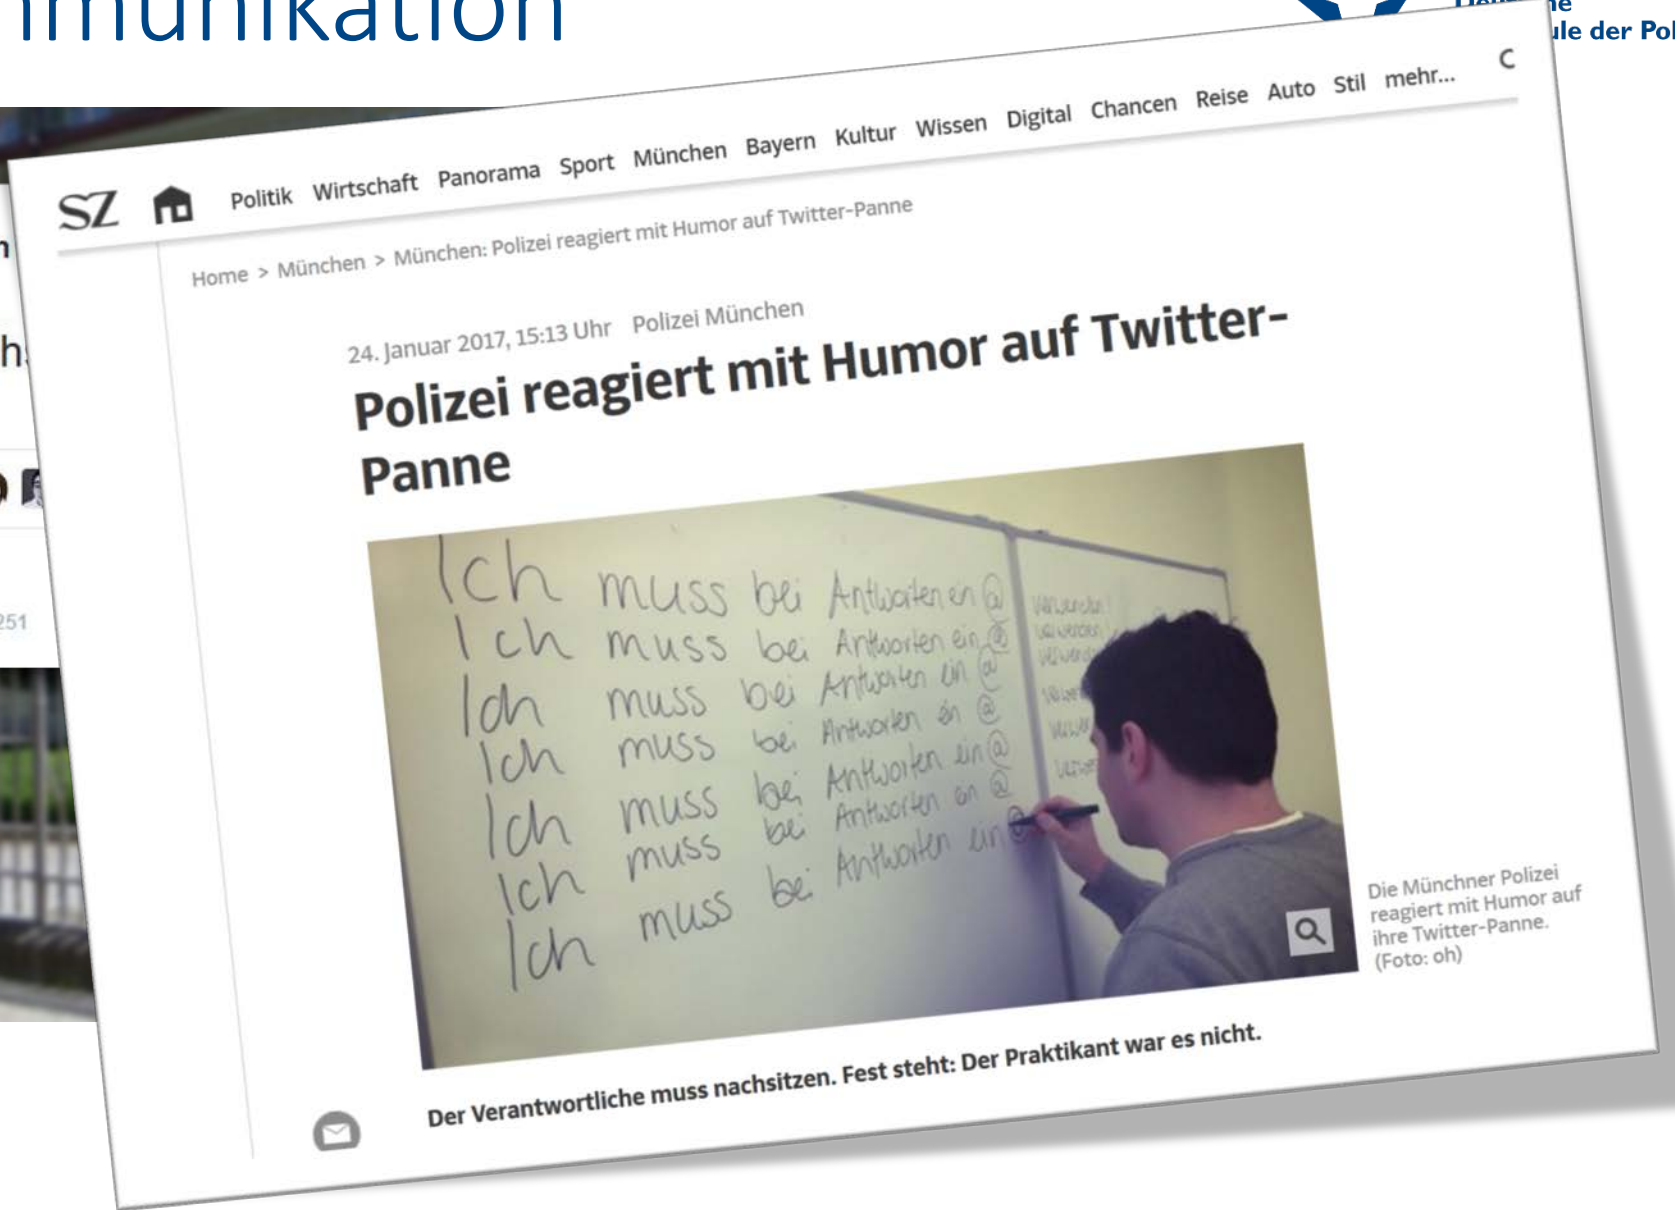 mmunikation
Deutsche
ule der Pol
SZ
Politik Wirtschaft Panorama Sport München Bayern Kultur Wissen Digital Chancen Reise Auto Stil mehr...
Home > München > München: Polizei reagiert mit Humor auf Twitter-Panne
24. Januar 2017, 15:13 Uhr Polizei München
Polizei reagiert mit Humor auf Twitter-
Panne
Ich muss bei Antworten ein @ verwenden!
Ich muss bei Antworten ein @ verwenden!
Ich muss bei Antworten ein @
Ich muss bei Antworten ein @
Ich muss bei Antworten ein @
Ich muss bei Antworten ein @
Ich muss bei Antworten ein @
Die Münchner Polizei
reagiert mit Humor auf
ihre Twitter-Panne.
(Foto: oh)
Der Verantwortliche muss nachsitzen. Fest steht: Der Praktikant war es nicht.
251